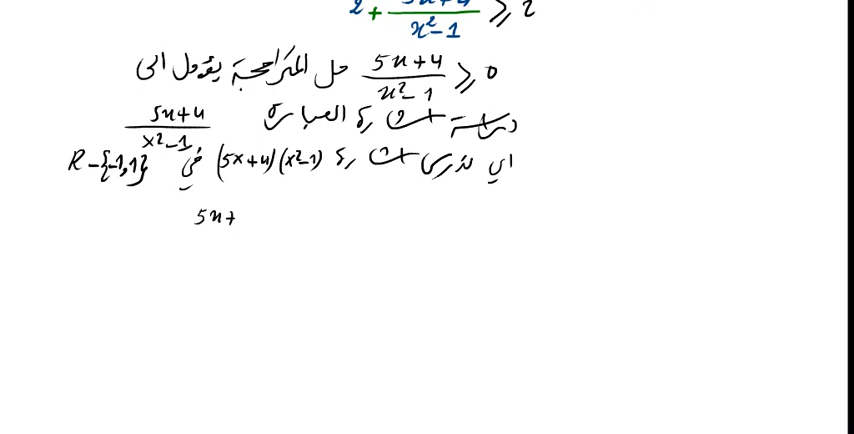 2 + (5x+4)/(x²-1) ≥ 2
(5x+4)/(x²-1) ≥ 0 حل المتراجحة يؤول الى
دراسة اشارة العبارة (5x+4)/(x²-1)
اي ندرس اشارة (5x+4)(x²-1) في R-{-1,1}
5x+